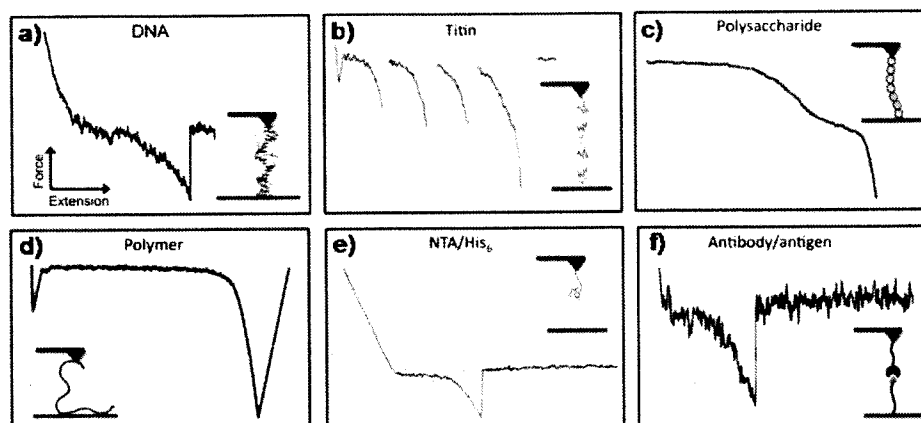 a) DNA
b) Titin
c) Polysaccharide
Force
Extension
d) Polymer
e) NTA/His₆
f) Antibody/antigen